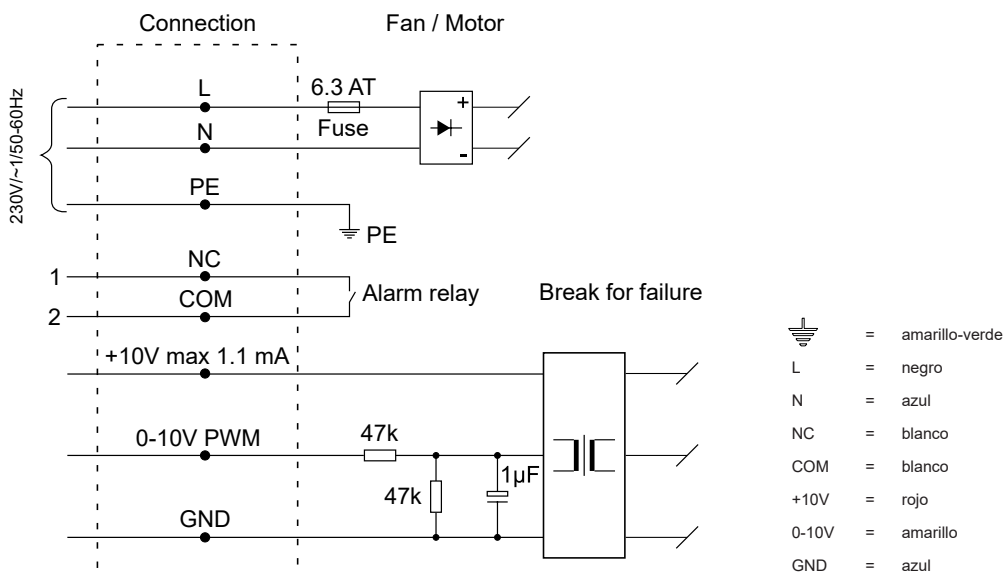 Connection
Fan / Motor
230V/~1/50-60Hz
L
6.3 AT
Fuse
+
-
N
PE
PE
1
NC
2
COM
Alarm relay
Break for failure
+10V max 1.1 mA
0-10V PWM
47k
47k
1µF
GND
= amarillo-verde
L = negro
N = azul
NC = blanco
COM = blanco
+10V = rojo
0-10V = amarillo
GND = azul